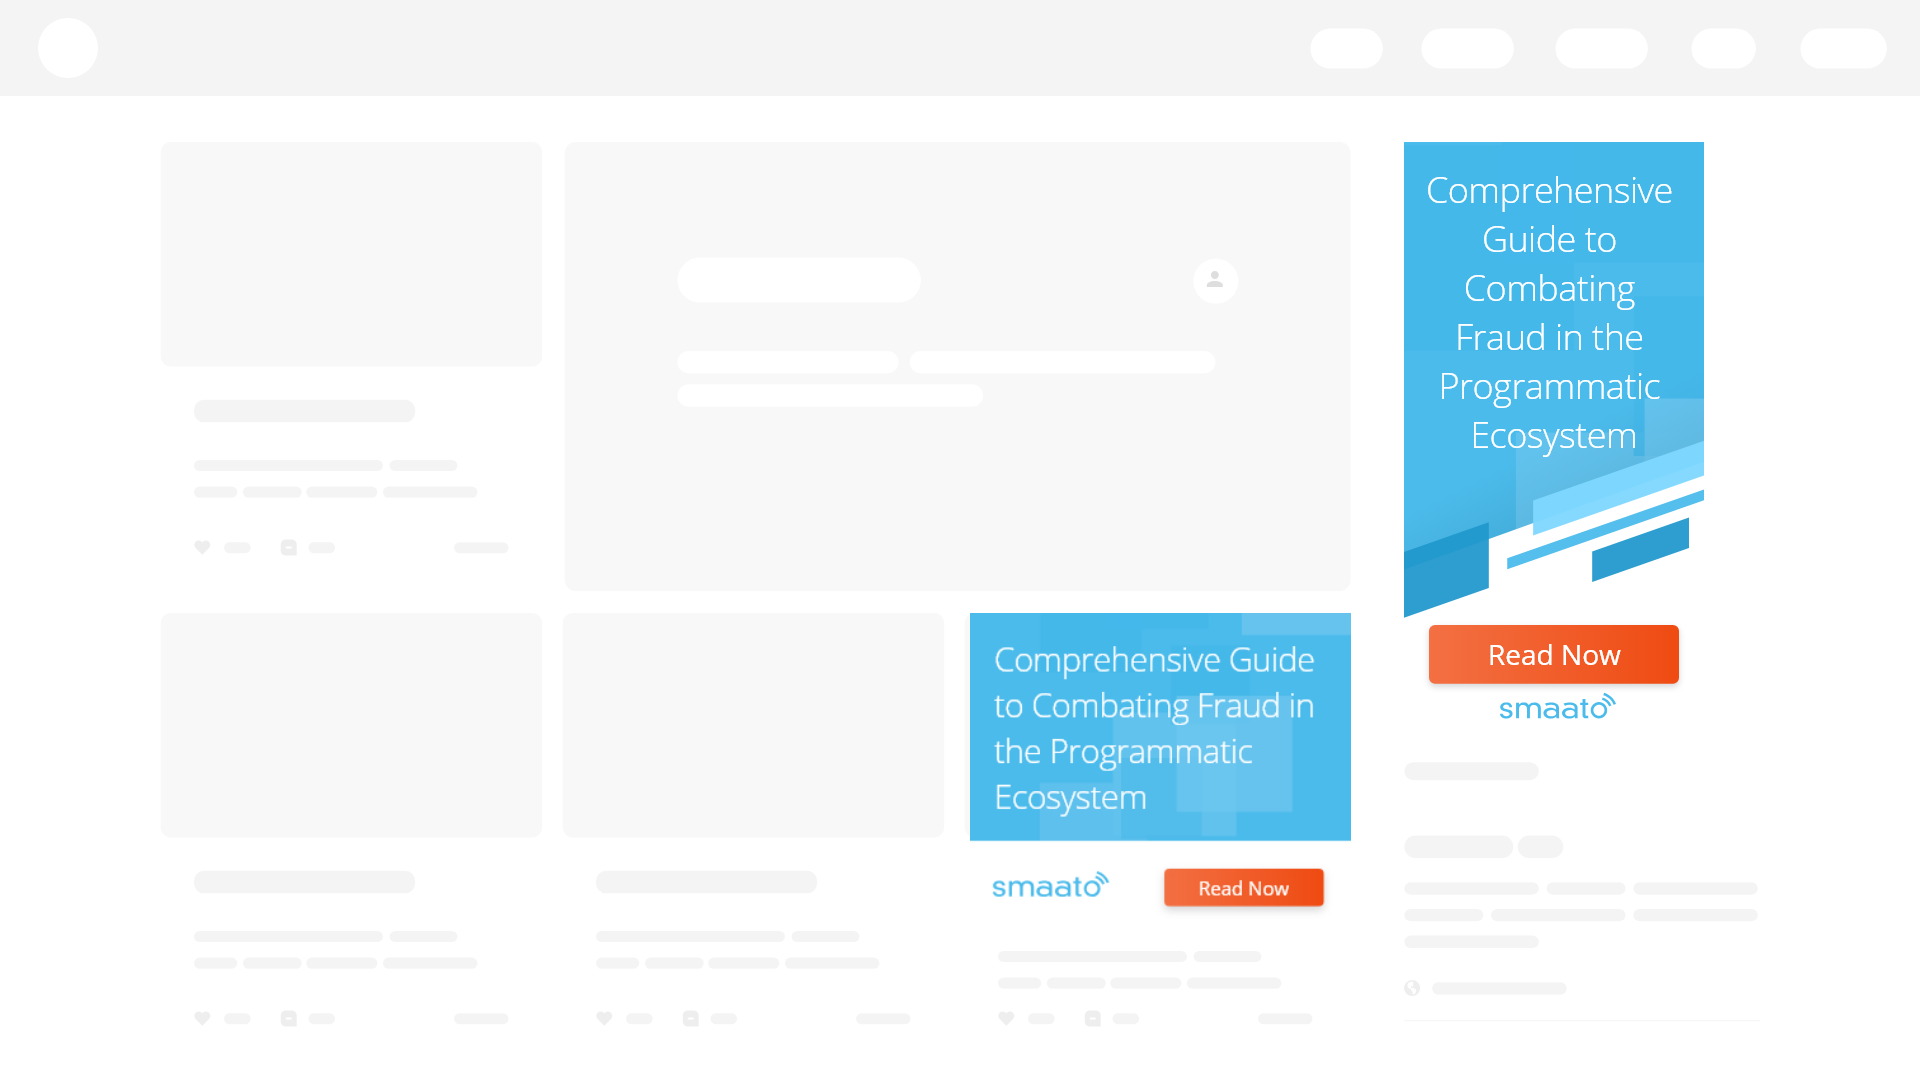 Comprehensive
Guide to
Combating
Fraud in the
Programmatic
Ecosystem
Read Now
smaato
Comprehensive Guide
to Combating Fraud in
the Programmatic
Ecosystem
smaato
Read Now